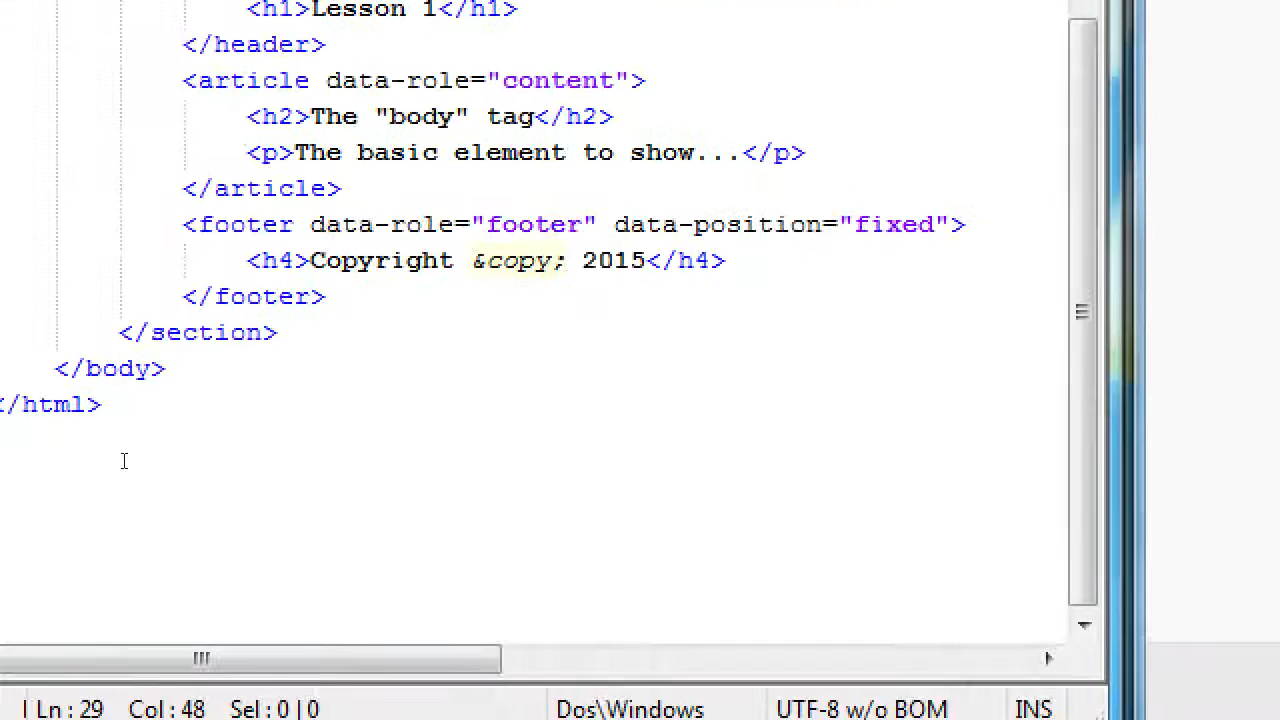 <h1>Lesson 1</h1>
</header>
<article data-role="content">
<h2>The "body" tag</h2>
<p>The basic element to show...</p>
</article>
<footer data-role="footer" data-position="fixed">
<h4>Copyright &copy; 2015</h4>
</footer>
</section>
</body>
</html>
Ln : 29 Col : 48 Sel : 0 | 0 Dos\Windows UTF-8 w/o BOM INS